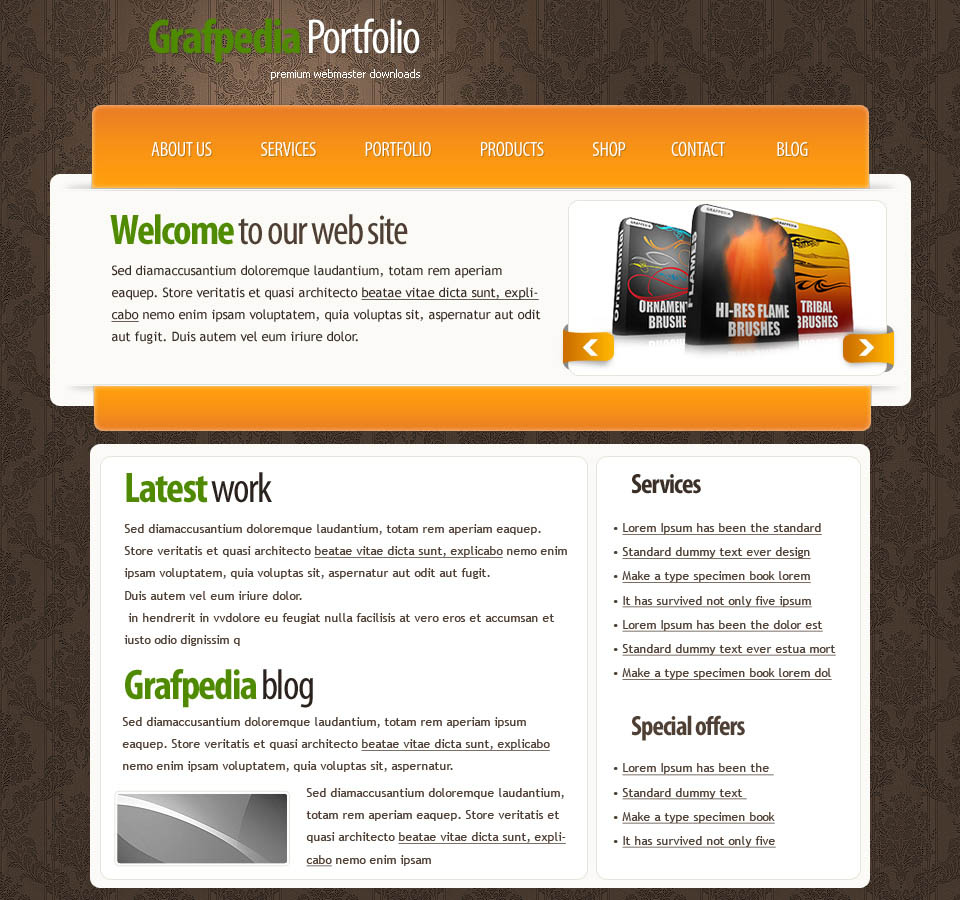 Grafpedia Portfolio
premium webmaster downloads
ABOUT US SERVICES PORTFOLIO PRODUCTS SHOP CONTACT BLOG
Welcome to our web site
Sed diamaccusantium doloremque laudantium, totam rem aperiam
eaquep. Store veritatis et quasi architecto beatae vitae dicta sunt, expli-
cabo nemo enim ipsam voluptatem, quia voluptas sit, aspernatur aut odit
aut fugit. Duis autem vel eum iriure dolor.
GRAFPEDIA
GRAFPEDIA
GRAFPEDIA
FLAMES
ORNAMENT
BRUSHES
HI-RES FLAME
BRUSHES
TRIBAL
BRUSHES
Latest work
Sed diamaccusantium doloremque laudantium, totam rem aperiam eaquep.
Store veritatis et quasi architecto beatae vitae dicta sunt, explicabo nemo enim
ipsam voluptatem, quia voluptas sit, aspernatur aut odit aut fugit.
Duis autem vel eum iriure dolor.
in hendrerit in vvdolore eu feugiat nulla facilisis at vero eros et accumsan et
iusto odio dignissim q
Grafpedia blog
Sed diamaccusantium doloremque laudantium, totam rem aperiam ipsum
eaquep. Store veritatis et quasi architecto beatae vitae dicta sunt, explicabo
nemo enim ipsam voluptatem, quia voluptas sit, aspernatur.
Sed diamaccusantium doloremque laudantium,
totam rem aperiam eaquep. Store veritatis et
quasi architecto beatae vitae dicta sunt, expli-
cabo nemo enim ipsam
Services
• Lorem Ipsum has been the standard
• Standard dummy text ever design
• Make a type specimen book lorem
• It has survived not only five ipsum
• Lorem Ipsum has been the dolor est
• Standard dummy text ever estua mort
• Make a type specimen book lorem dol
Special offers
• Lorem Ipsum has been the
• Standard dummy text
• Make a type specimen book
• It has survived not only five